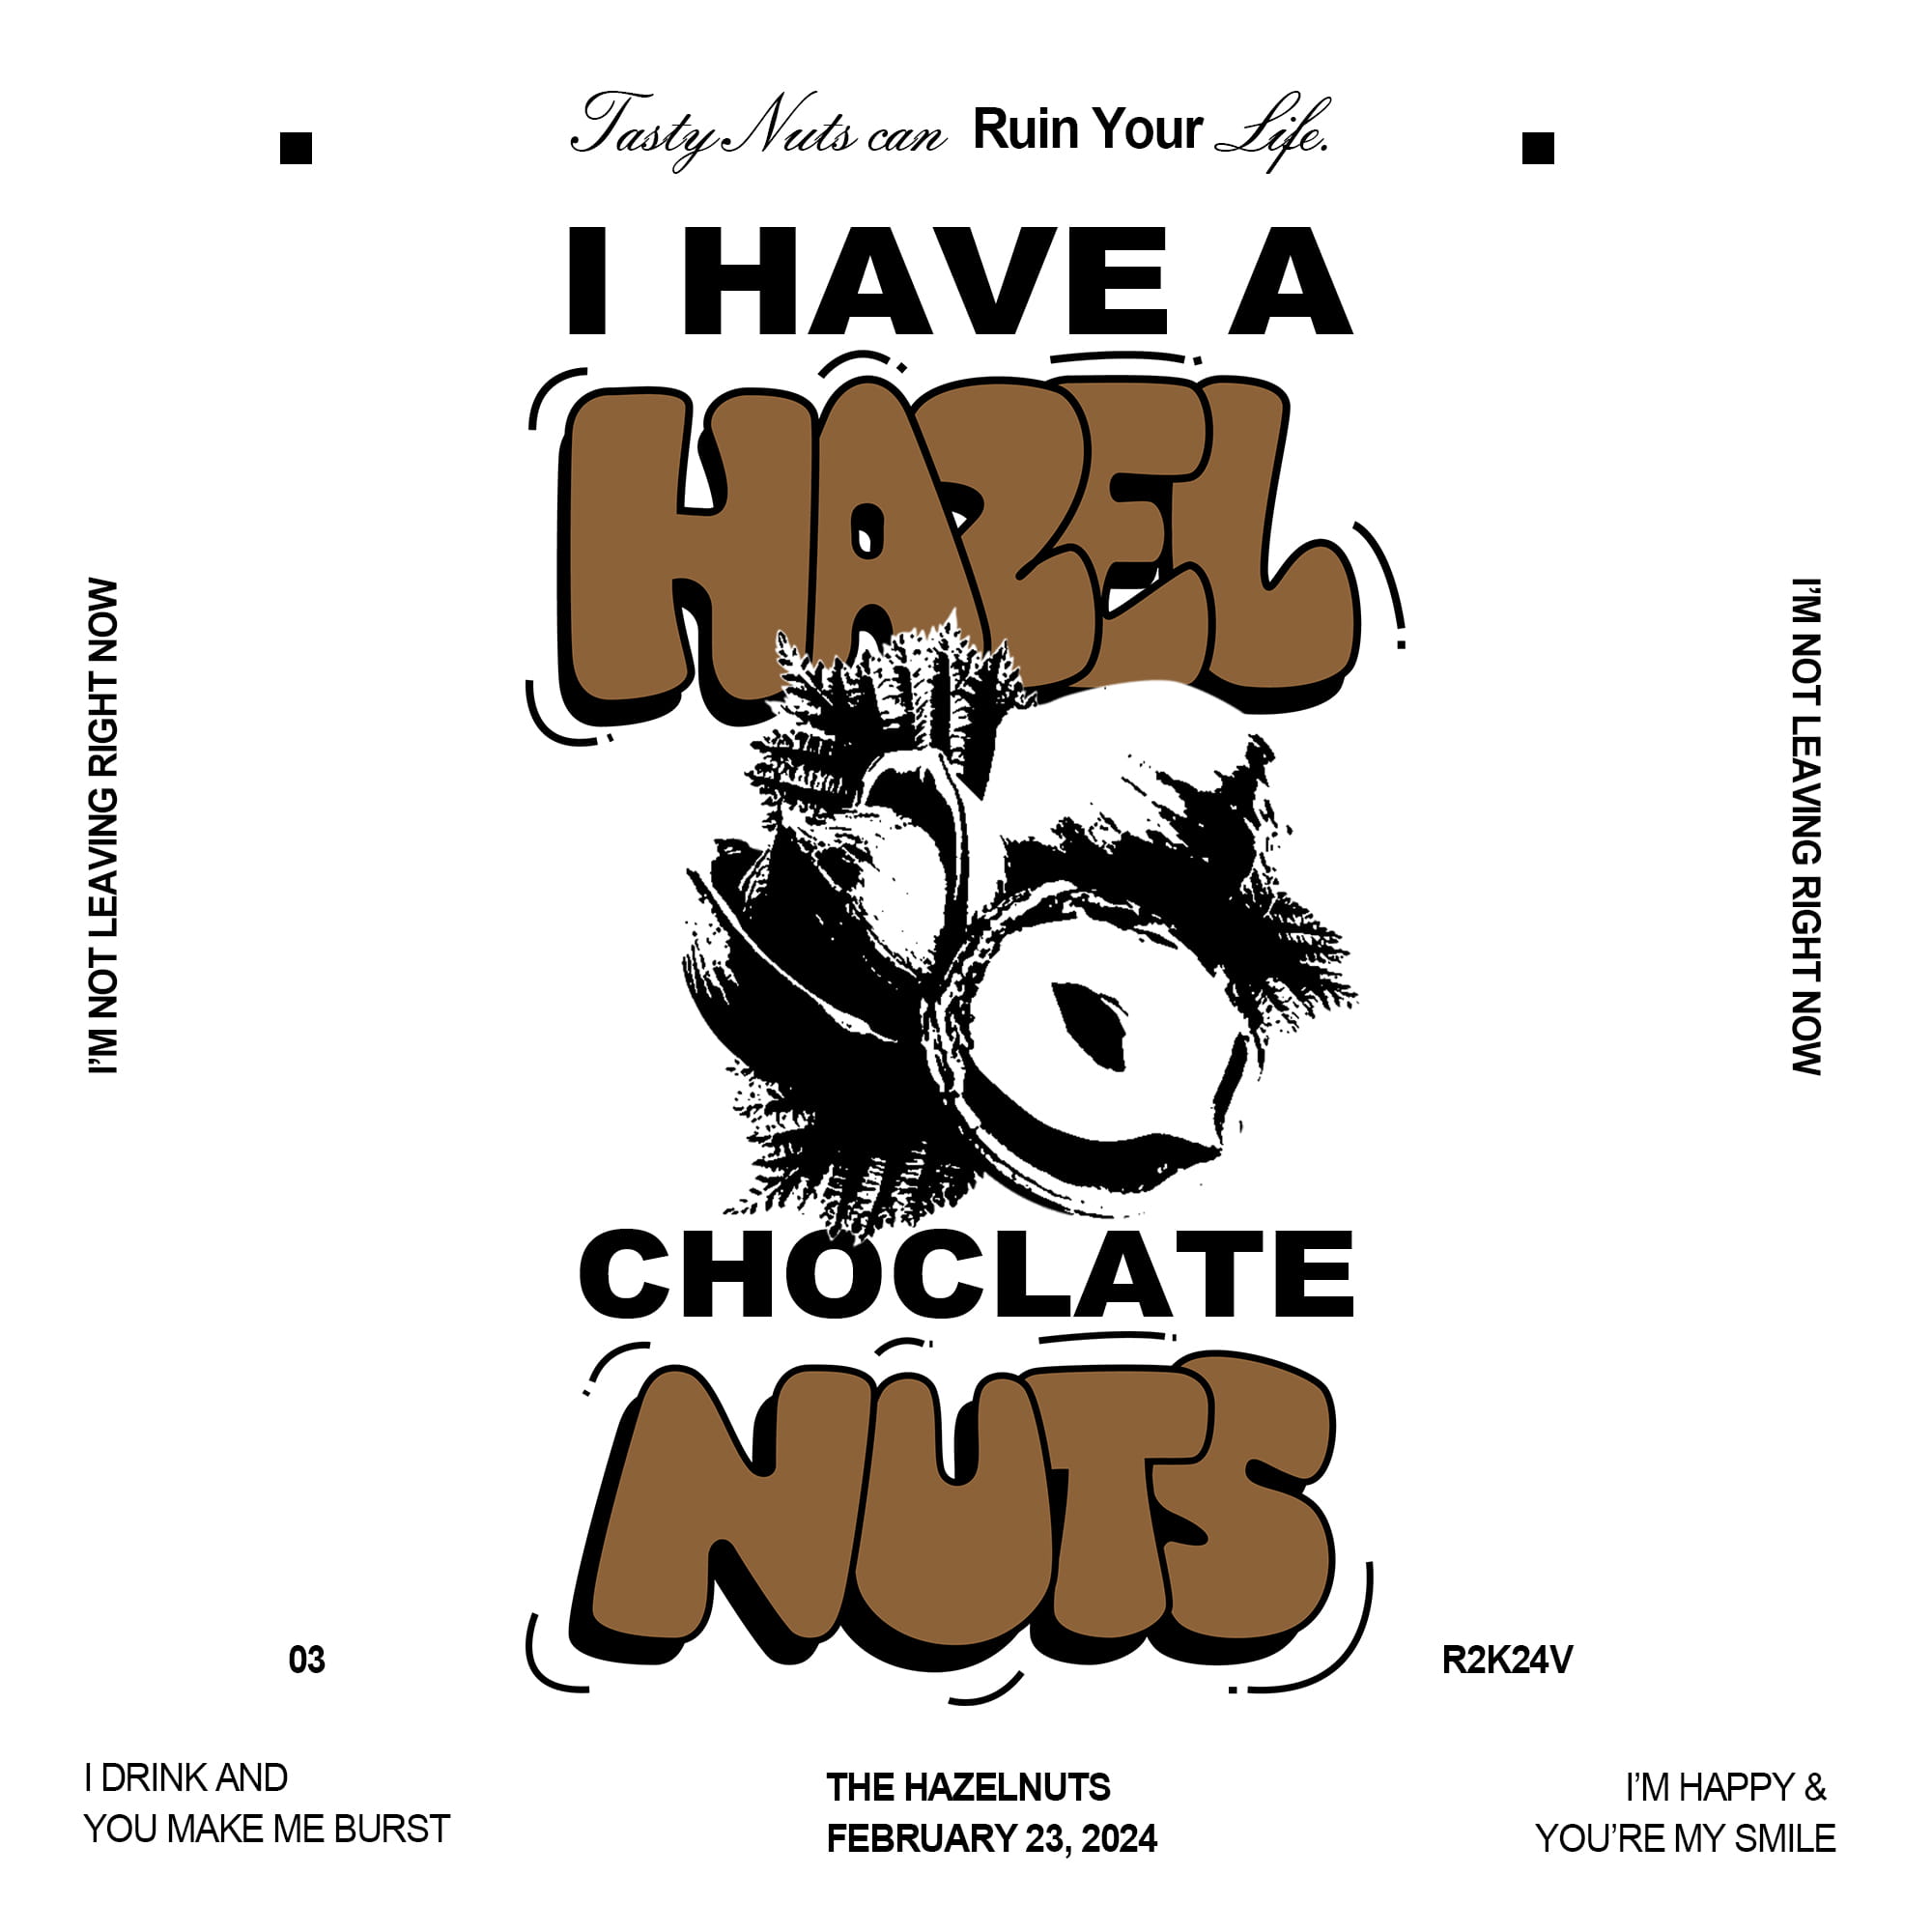 Tasty Nuts can Ruin Your Life.
I HAVE A
HAZEL
I'M NOT LEAVING RIGHT NOW
I'M NOT LEAVING RIGHT NOW
CHOCLATE
NUTS
03
R2K24V
I DRINK AND
YOU MAKE ME BURST
THE HAZELNUTS
FEBRUARY 23, 2024
I'M HAPPY &
YOU'RE MY SMILE